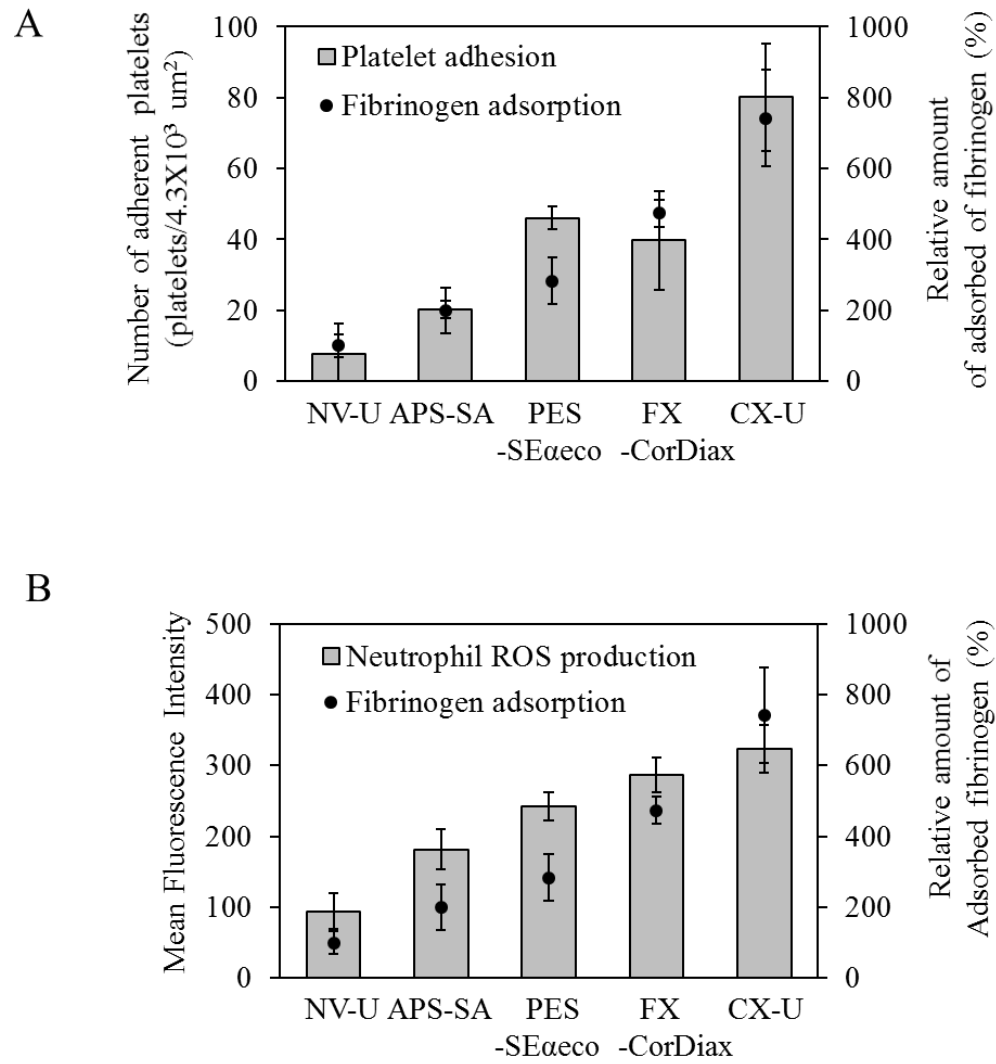 A
Number of adherent platelets
(platelets/4.3X10³ um²)
100
80
60
40
20
0
Platelet adhesion
Fibrinogen adsorption
1000
800
600
400
200
0
Relative amount
of adsorbed of fibrinogen (%)
NV-U APS-SA PES FX CX-U
-SEαeco -CorDiax
B
Mean Fluorescence Intensity
500
400
300
200
100
0
Neutrophil ROS production
Fibrinogen adsorption
1000
800
600
400
200
0
Relative amount of
Adsorbed fibrinogen (%)
NV-U APS-SA PES FX CX-U
-SEαeco -CorDiax